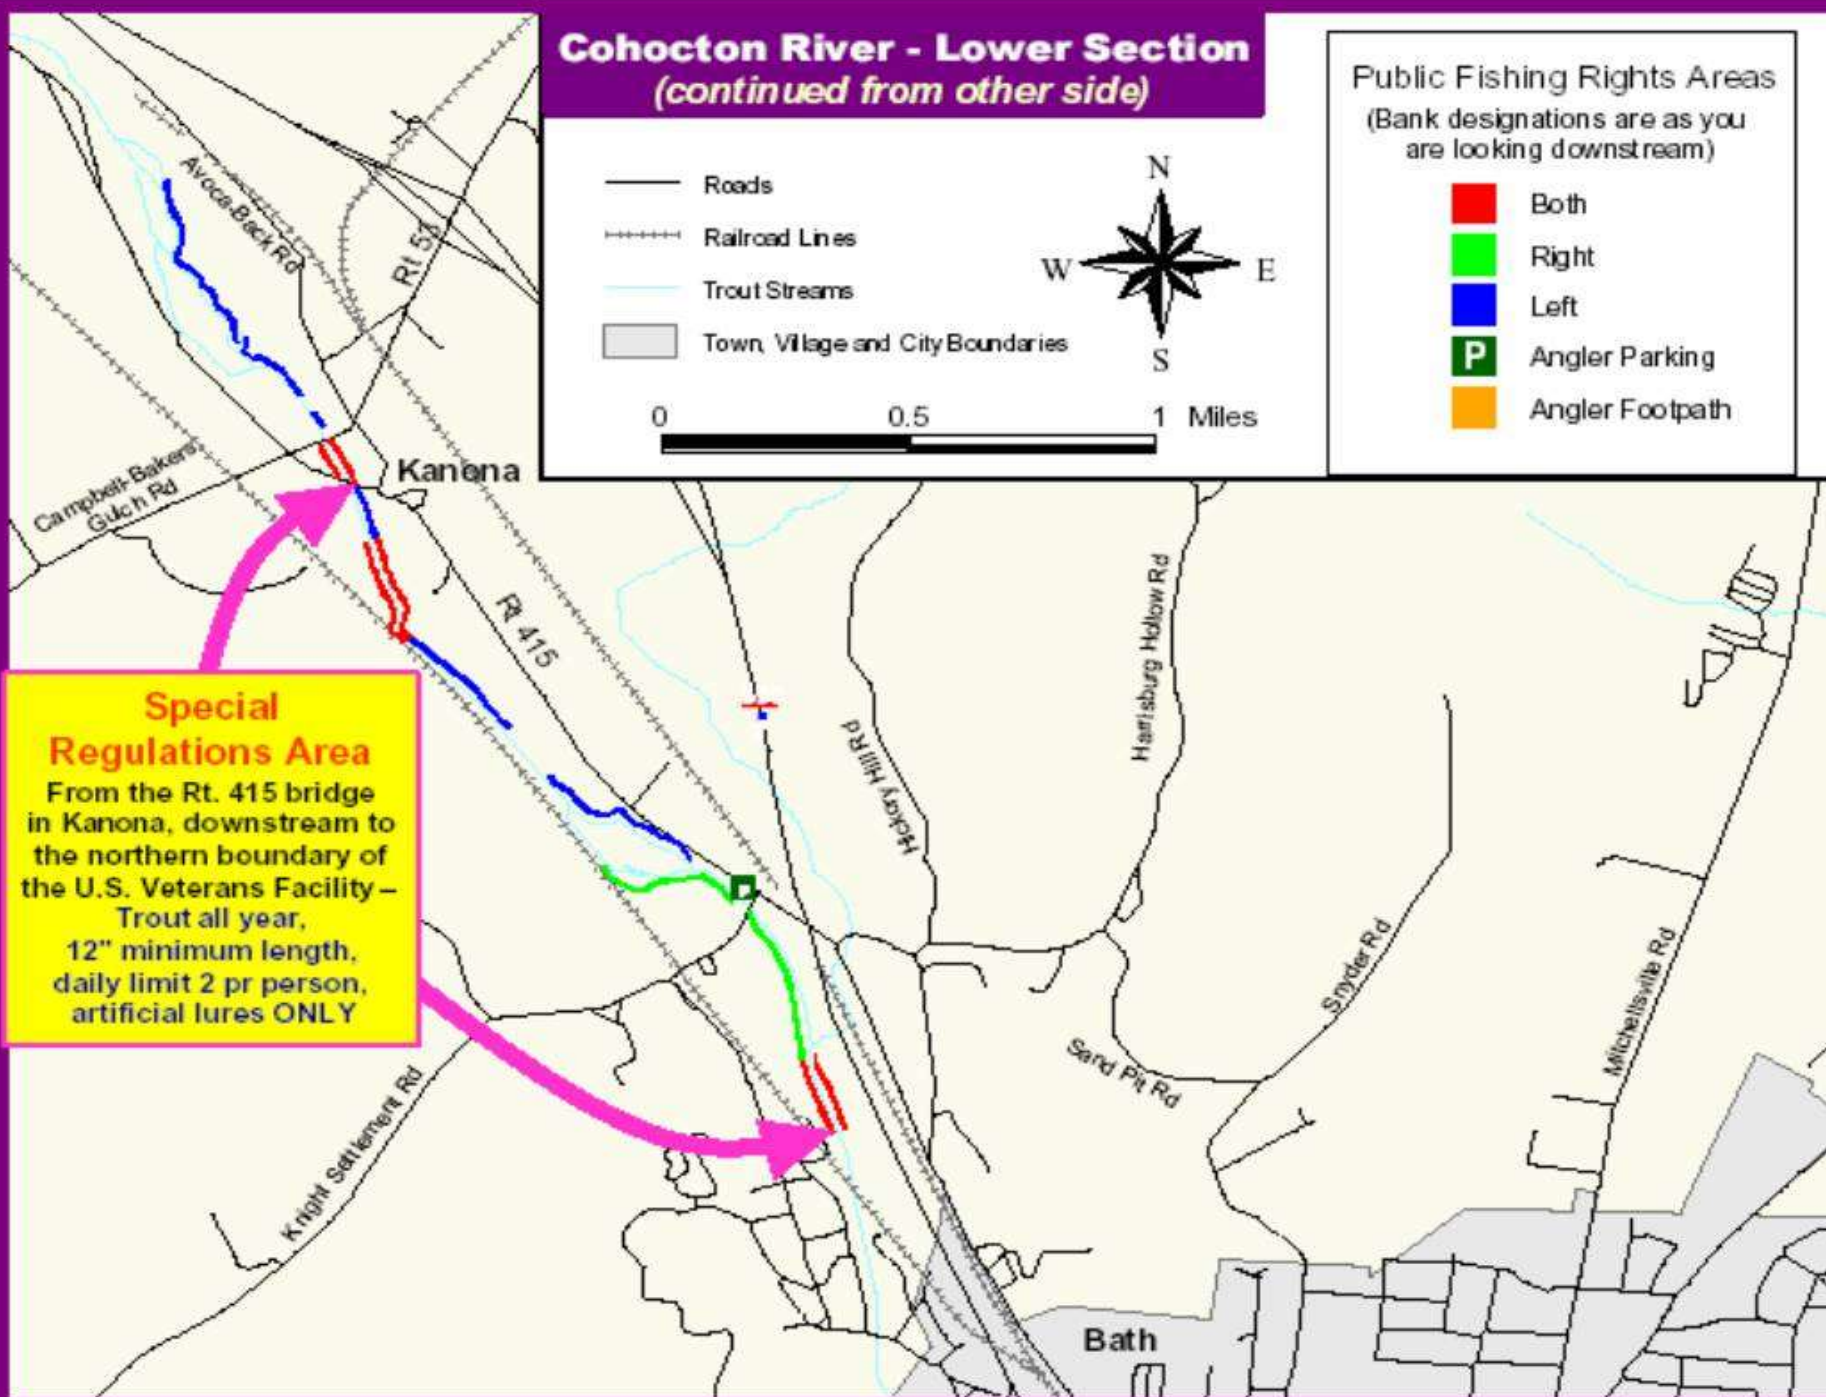 Cohocton River - Lower Section
(continued from other side)
Roads
Railroad Lines
Trout Streams
Town, Village and City Boundaries
N
W
E
S
0
0.5
1 Miles
Public Fishing Rights Areas
(Bank designations are as you
are looking downstream)
Both
Right
Left
P
Angler Parking
Angler Footpath
Avoca-Back Rd
Rt 53
Campbell-Bakers
Gulch Rd
Kanona
Rt 415
Hickory Hill Rd
Harrisburg Hollow Rd
Special
Regulations Area
From the Rt. 415 bridge
in Kanona, downstream to
the northern boundary of
the U.S. Veterans Facility –
Trout all year,
12" minimum length,
daily limit 2 pr person,
artificial lures ONLY
Snyder Rd
Mitchellsville Rd
Sand Pit Rd
Knight Settlement Rd
Bath